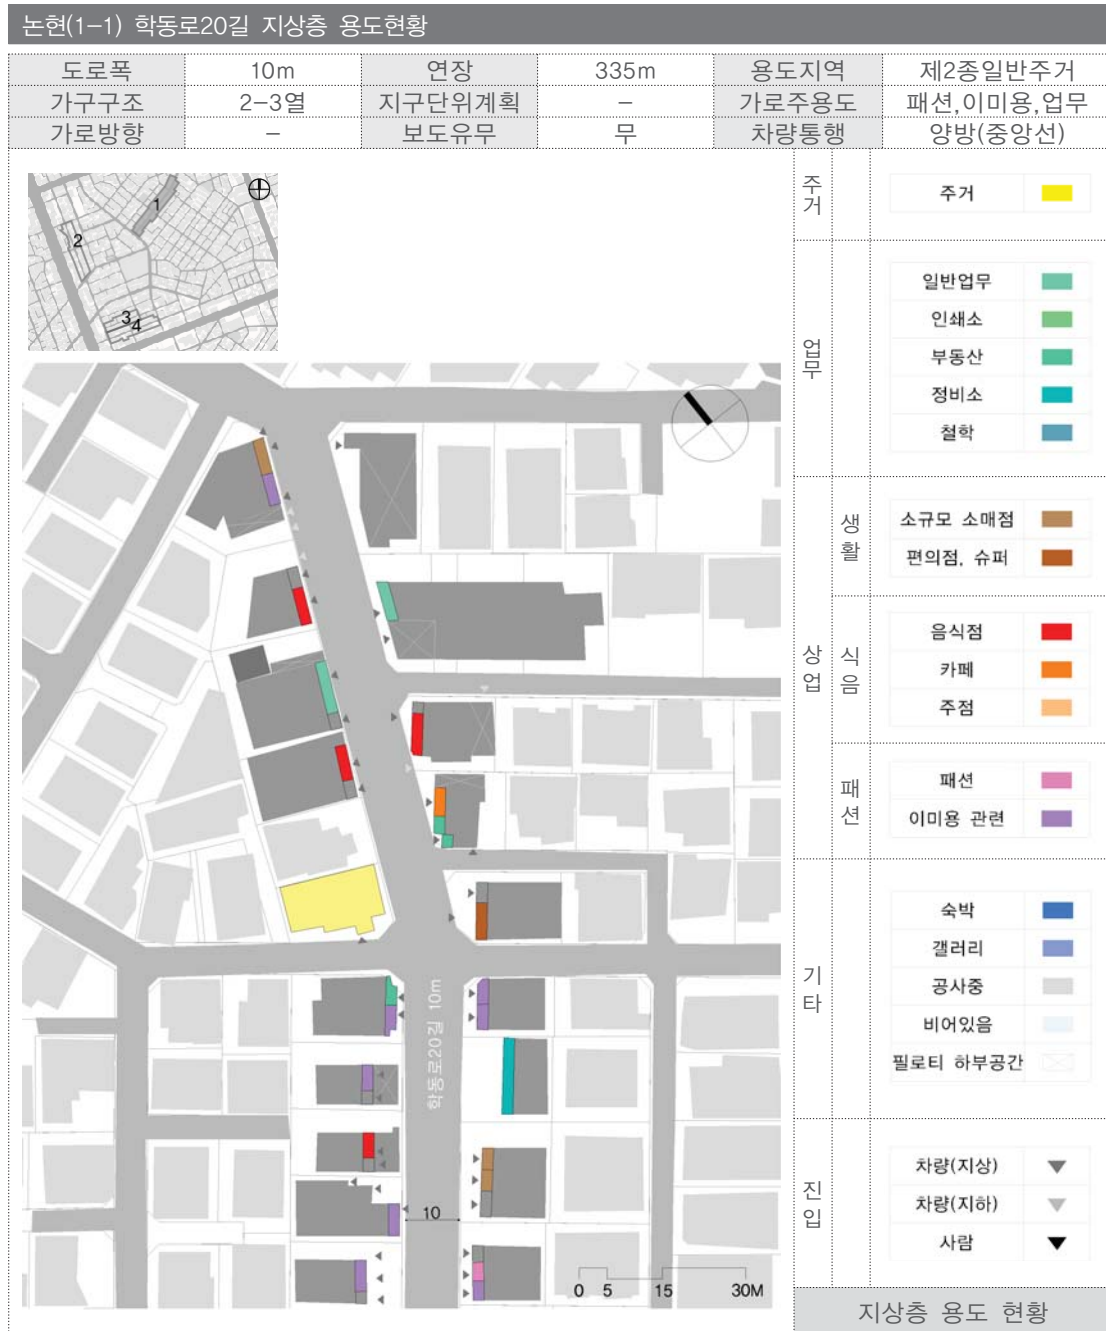 논현(1-1) 학동로20길 지상층 용도현황
도로폭 10m 연장 335m 용도지역 제2종일반주거
가구구조 2-3열 지구단위계획 - 가로주용도 패션,이미용,업무
가로방향 - 보도유무 무 차량통행 양방(중앙선)
1
2
3
4
학동로20길 10m
10
0 5 15 30M
주거
주거
업무
일반업무
인쇄소
부동산
정비소
철학
상업
생활
소규모 소매점
편의점, 슈퍼
식음
음식점
카페
주점
패션
패션
이미용 관련
기타
숙박
갤러리
공사중
비어있음
필로티 하부공간
진입
차량(지상)
차량(지하)
사람
지상층 용도 현황